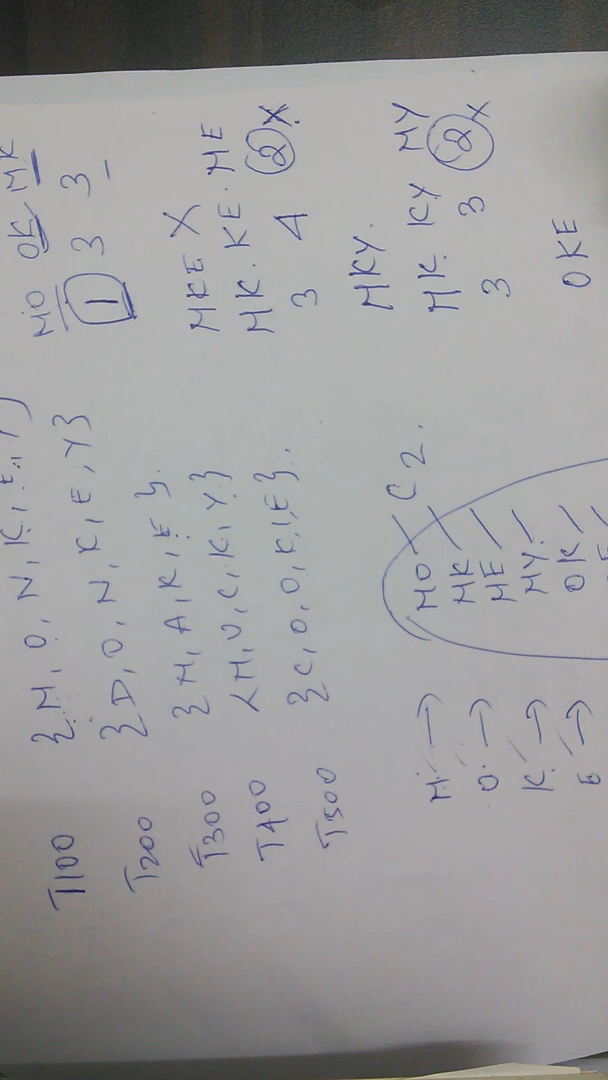 T100 {M, O, N, K, E, Y}
T200 {D, O, N, K, E, Y}
T300 {M, A, K, E}
T400 {M, U, C, K, Y}
T500 {C, O, O, K, E}
MO OK MK
1 3 3
MKE X
MK. KE. ME
3 4 2 X
MKY.
MK. KY MY
3 3 2 X
OKE
M →
O →
K →
E →
C2.
MO
MK
ME
MY
OK